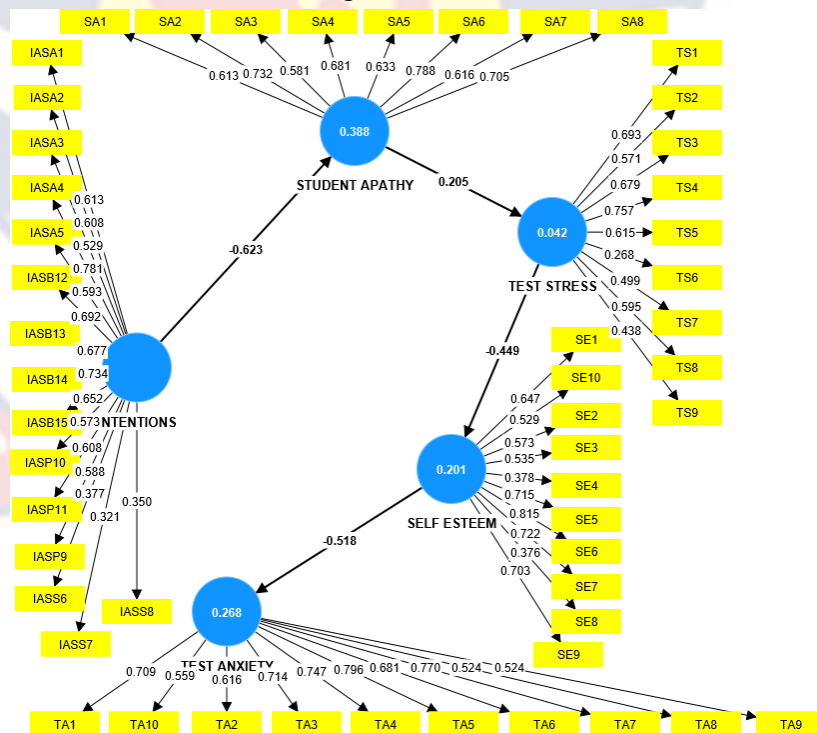 SA1 SA2 SA3 SA4 SA5 SA6 SA7 SA8
0.613 0.732 0.581 0.681 0.633 0.788 0.616 0.705
0.388
STUDENT APATHY
IASA1
IASA2
IASA3
IASA4
IASA5
IASB12
IASB13
IASB14
IASB15
IASP10
IASP11
IASP9
IASS6
IASS7
IASS8
0.613
0.608
0.529
0.781
0.593
0.692
0.677
0.734
0.652
0.573
0.608
0.588
0.377
0.321
0.350
NTENTIONS
-0.623
0.205
TS1
TS2
TS3
TS4
TS5
TS6
TS7
TS8
TS9
0.693
0.571
0.679
0.757
0.615
0.268
0.499
0.595
0.438
0.042
TEST STRESS
-0.449
SE1
SE10
SE2
SE3
SE4
SE5
SE6
SE7
SE8
SE9
0.647
0.529
0.573
0.535
0.378
0.715
0.815
0.722
0.376
0.703
0.201
SELF ESTEEM
-0.518
0.268
TEST ANXIETY
0.709 0.559 0.616 0.714 0.747 0.796 0.681 0.770 0.524 0.524
TA1 TA10 TA2 TA3 TA4 TA5 TA6 TA7 TA8 TA9